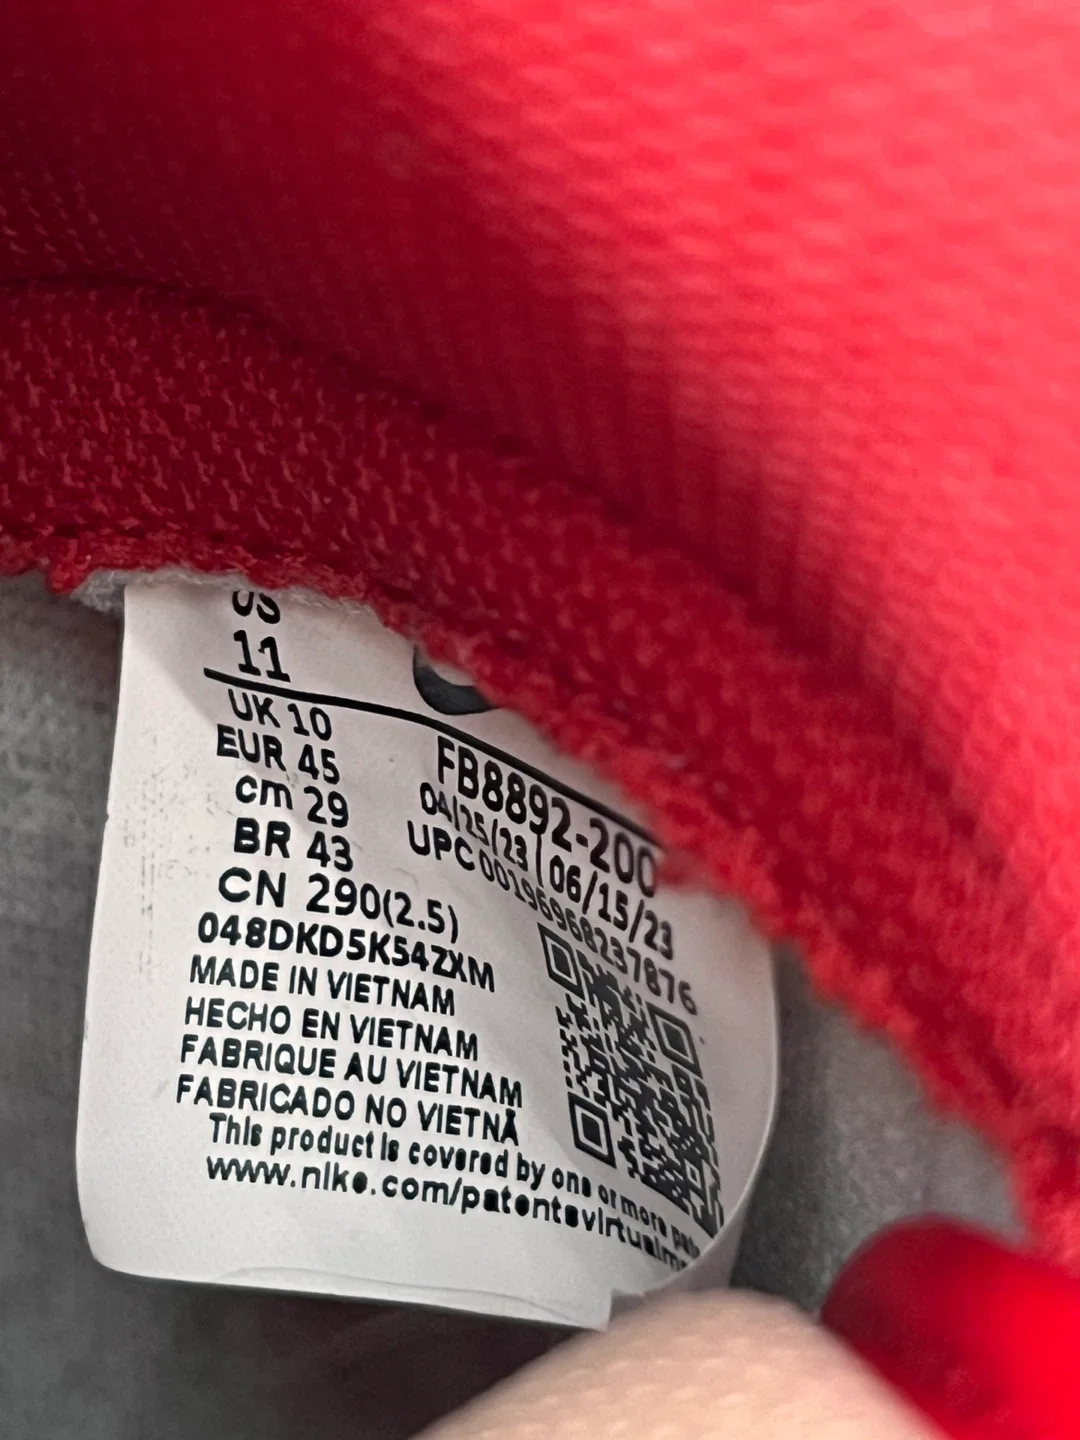 US
11
UK 10
EUR 45
cm 29
BR 43
CN 290(2.5)
048DKD5K54ZXM
MADE IN VIETNAM
HECHO EN VIETNAM
FABRIQUE AU VIETNAM
FABRICADO NO VIETNÃ
This product is covered by one or more
www.nike.com/patentsvirtualm
FB8892-200
04/25/23 | 06/15/23
UPC 00196968237876